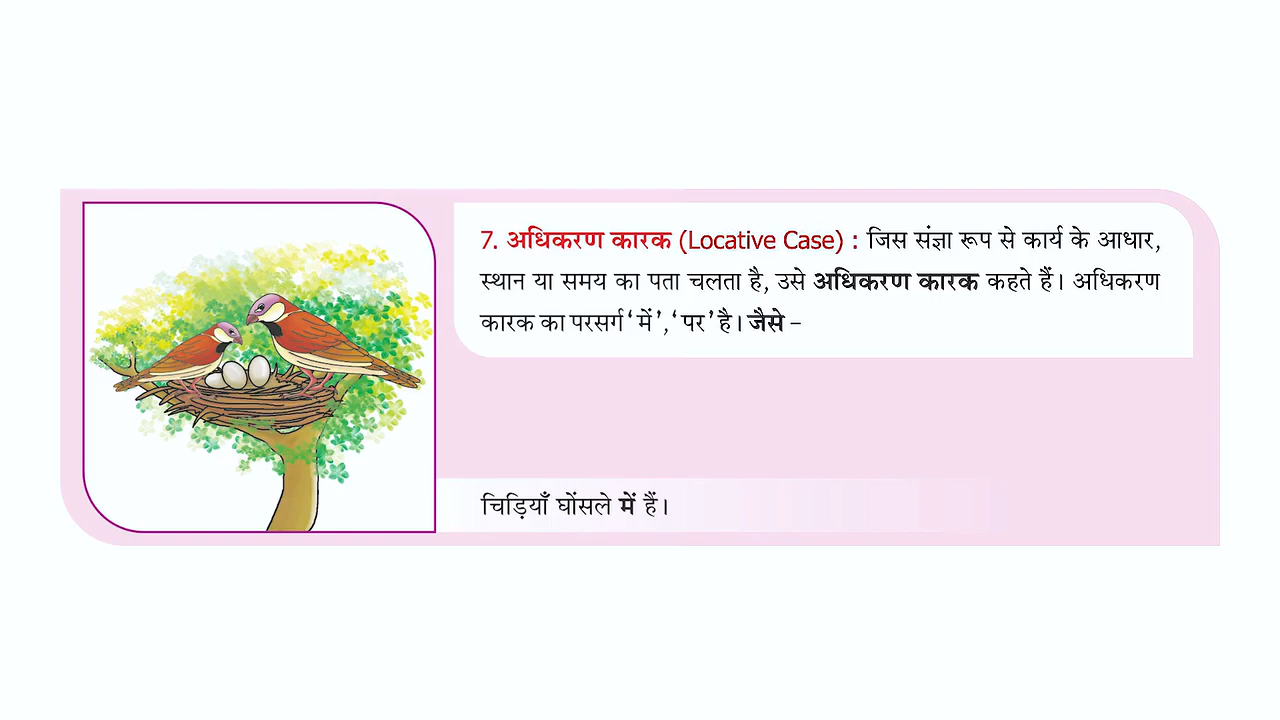 7. अधिकरण कारक (Locative Case) : जिस संज्ञा रूप से कार्य के आधार,
स्थान या समय का पता चलता है, उसे अधिकरण कारक कहते हैं। अधिकरण
कारक का परसर्ग ‘में’, ‘पर’ है। जैसे –
चिड़ियाँ घोंसले में हैं।